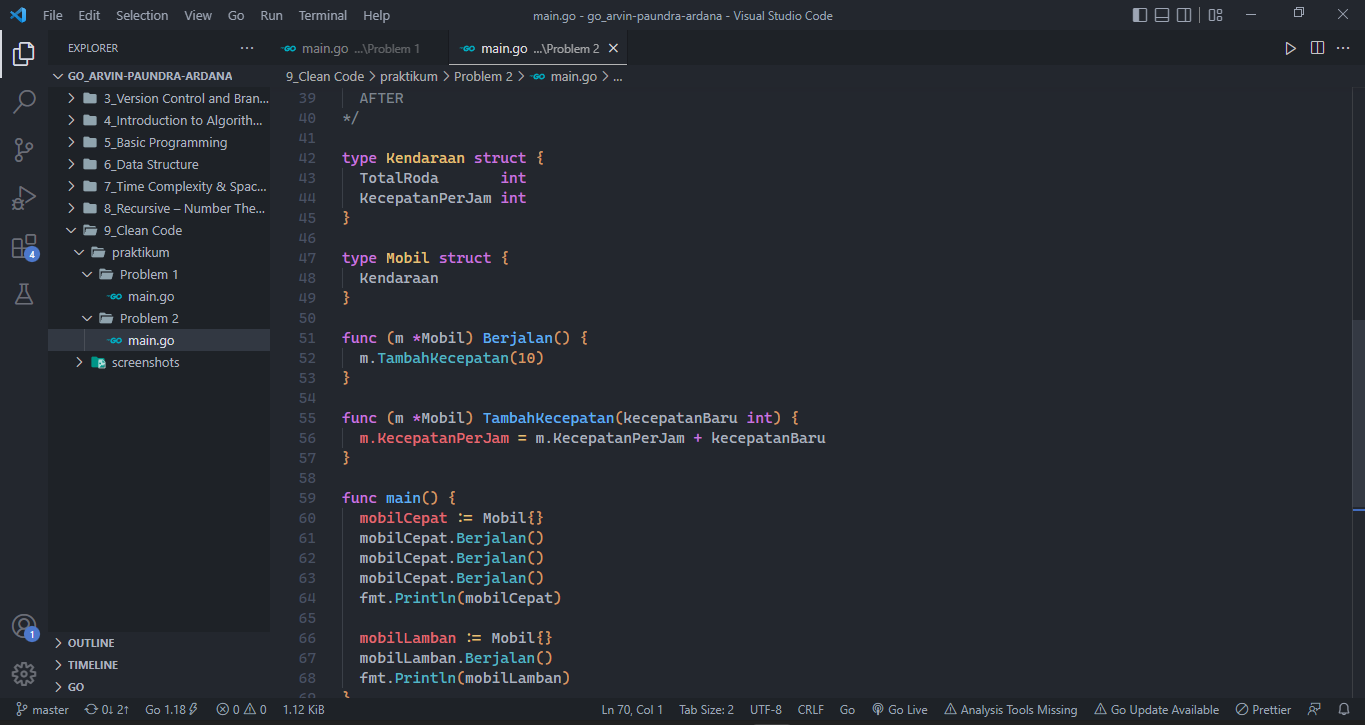 File Edit Selection View Go Run Terminal Help
main.go - go_arvin-paundra-ardana - Visual Studio Code
EXPLORER
main.go ...\Problem 1
main.go ...\Problem 2
GO_ARVIN-PAUNDRA-ARDANA
9_Clean Code > praktikum > Problem 2 > main.go > ...
3_Version Control and Bran...
4_Introduction to Algorith...
5_Basic Programming
6_Data Structure
7_Time Complexity & Spac...
8_Recursive – Number The...
9_Clean Code
praktikum
Problem 1
main.go
Problem 2
main.go
screenshots
39 AFTER
40 */
41
42 type Kendaraan struct {
43 TotalRoda int
44 KecepatanPerJam int
45 }
46
47 type Mobil struct {
48 Kendaraan
49 }
50
51 func (m *Mobil) Berjalan() {
52 m.TambahKecepatan(10)
53 }
54
55 func (m *Mobil) TambahKecepatan(kecepatanBaru int) {
56 m.KecepatanPerJam = m.KecepatanPerJam + kecepatanBaru
57 }
58
59 func main() {
60 mobilCepat := Mobil{}
61 mobilCepat.Berjalan()
62 mobilCepat.Berjalan()
63 mobilCepat.Berjalan()
64 fmt.Println(mobilCepat)
65
66 mobilLamban := Mobil{}
67 mobilLamban.Berjalan()
68 fmt.Println(mobilLamban)
69 }
4
1
OUTLINE
TIMELINE
GO
master 0↓ 2↑ Go 1.18 0 0 1.12 KiB Ln 70, Col 1 Tab Size: 2 UTF-8 CRLF Go Go Live Analysis Tools Missing Go Update Available Prettier